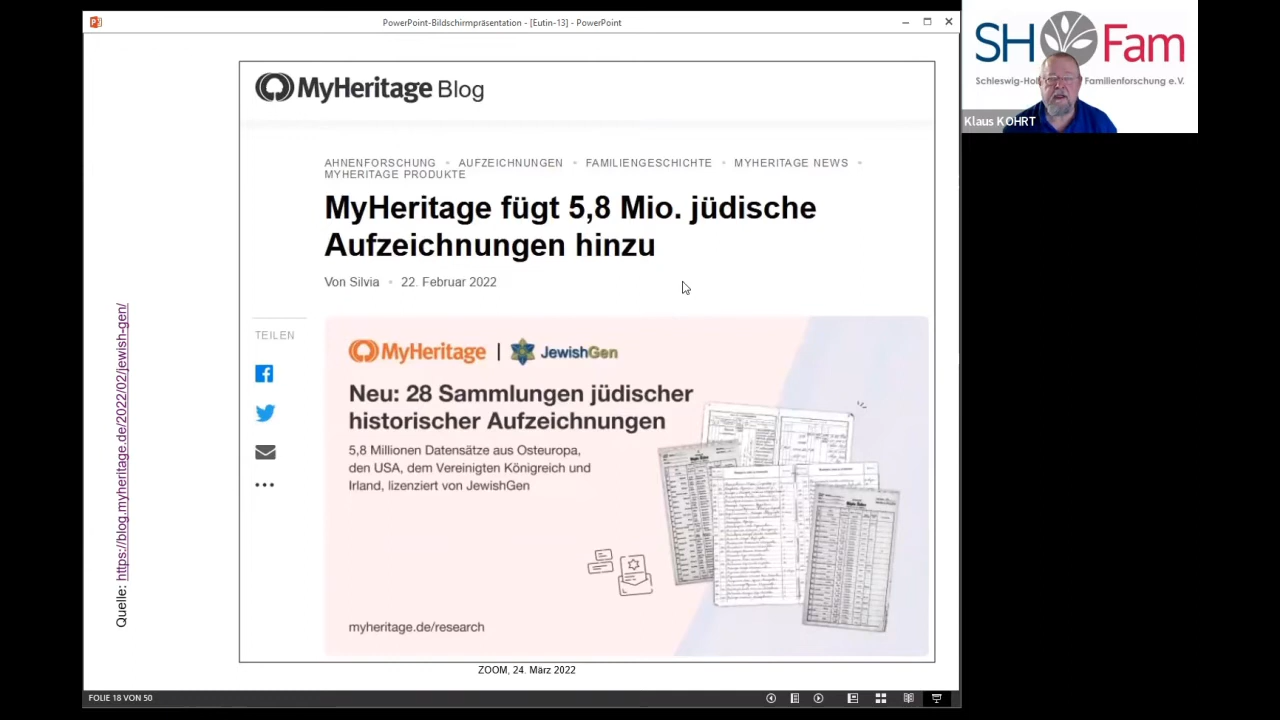 PowerPoint-Bildschirmpräsentation - [Eutin-13] - PowerPoint
SH Fam
Schleswig-Hol Familienforschung e.V.
Klaus KOHRT
MyHeritage Blog
AHNENFORSCHUNG • AUFZEICHNUNGEN • FAMILIENGESCHICHTE • MYHERITAGE NEWS •
MYHERITAGE PRODUKTE
MyHeritage fügt 5,8 Mio. jüdische
Aufzeichnungen hinzu
Von Silvia • 22. Februar 2022
TEILEN
MyHeritage | JewishGen
Neu: 28 Sammlungen jüdischer
historischer Aufzeichnungen
5,8 Millionen Datensätze aus Osteuropa,
den USA, dem Vereinigten Königreich und
Irland, lizenziert von JewishGen
myheritage.de/research
Quelle: https://blog.myheritage.de/2022/02/jewish-gen/
ZOOM, 24. März 2022
FOLIE 18 VON 50